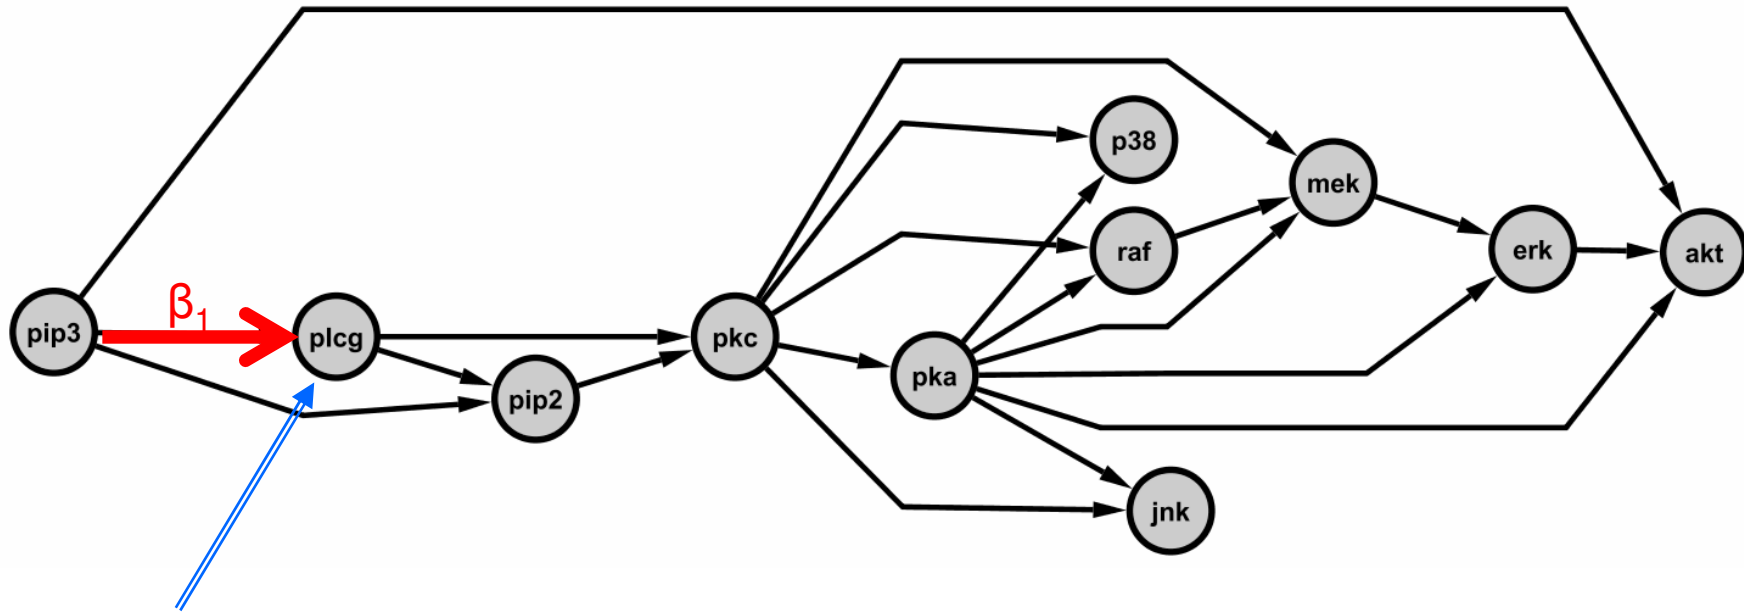 p38
mek
raf
erk
akt
β1
pip3
plcg
pkc
pka
pip2
jnk